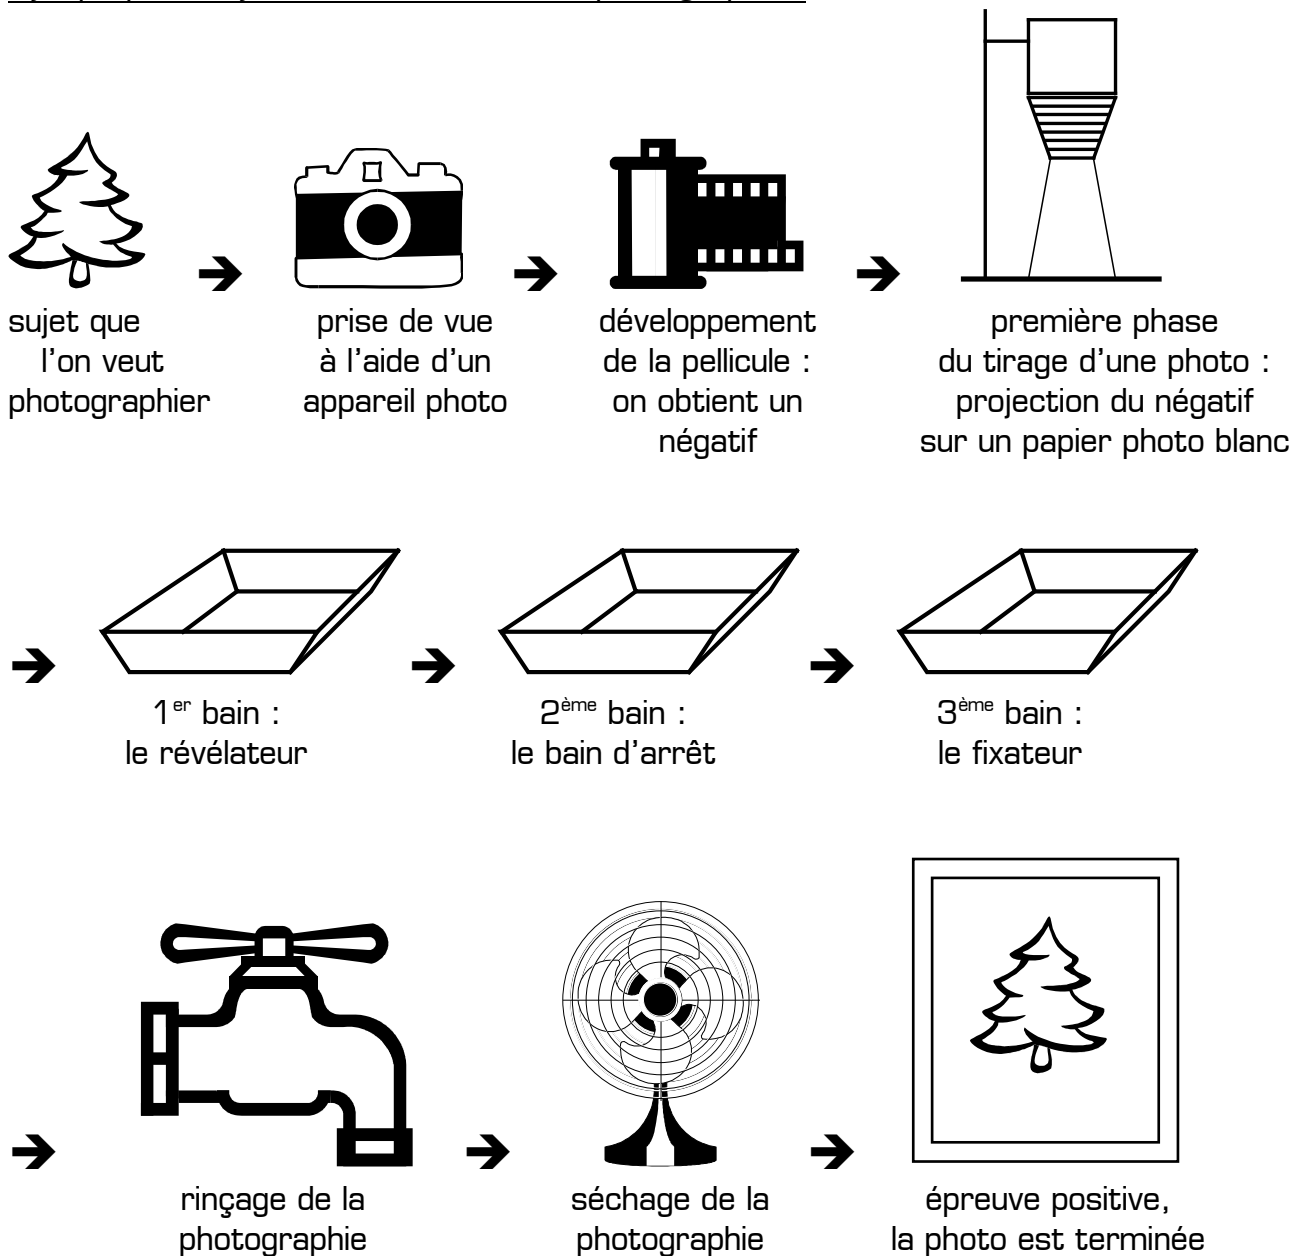 sujet que
l'on veut
photographier
prise de vue
à l'aide d'un
appareil photo
développement
de la pellicule :
on obtient un
négatif
première phase
du tirage d'une photo :
projection du négatif
sur un papier photo blanc
1er bain :
le révélateur
2ème bain :
le bain d'arrêt
3ème bain :
le fixateur
rinçage de la
photographie
séchage de la
photographie
épreuve positive,
la photo est terminée